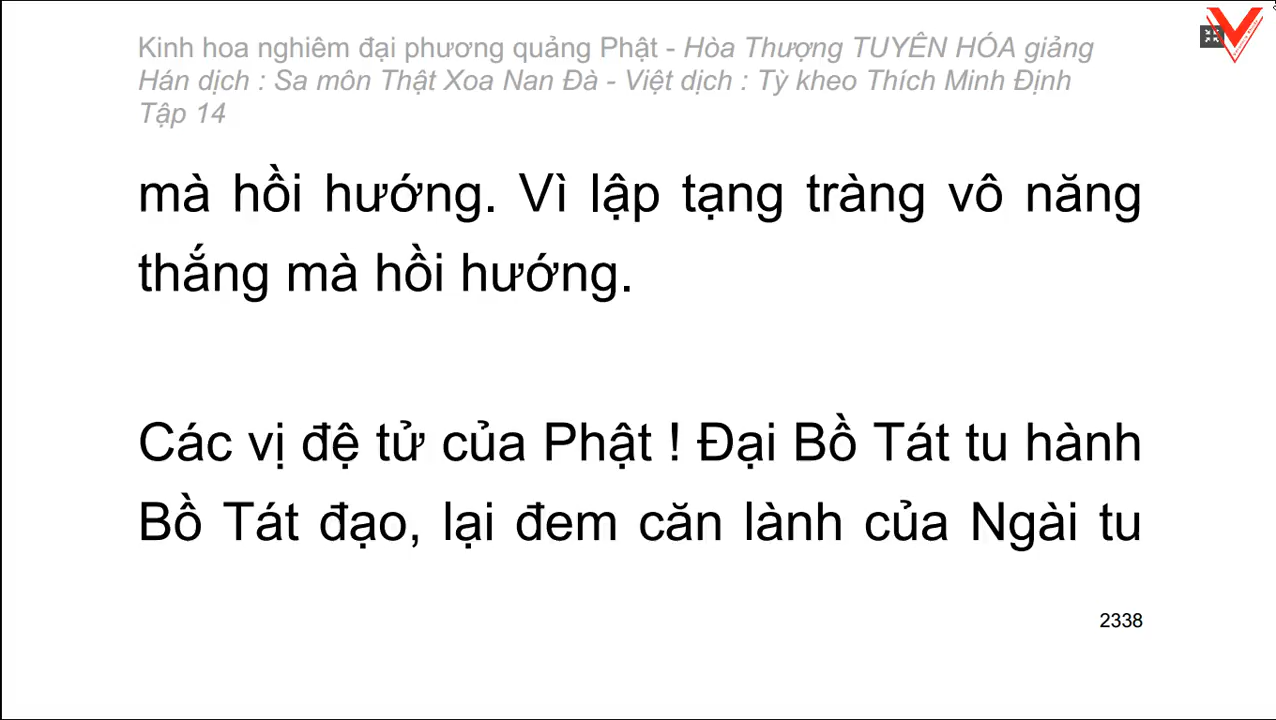 Kinh hoa nghiêm đại phương quảng Phật - Hòa Thượng TUYÊN HÓA giảng
Hán dịch : Sa môn Thật Xoa Nan Đà - Việt dịch : Tỳ kheo Thích Minh Định
Tập 14
mà hồi hướng. Vì lập tạng tràng vô năng
thắng mà hồi hướng.
Các vị đệ tử của Phật ! Đại Bồ Tát tu hành
Bồ Tát đạo, lại đem căn lành của Ngài tu
2338